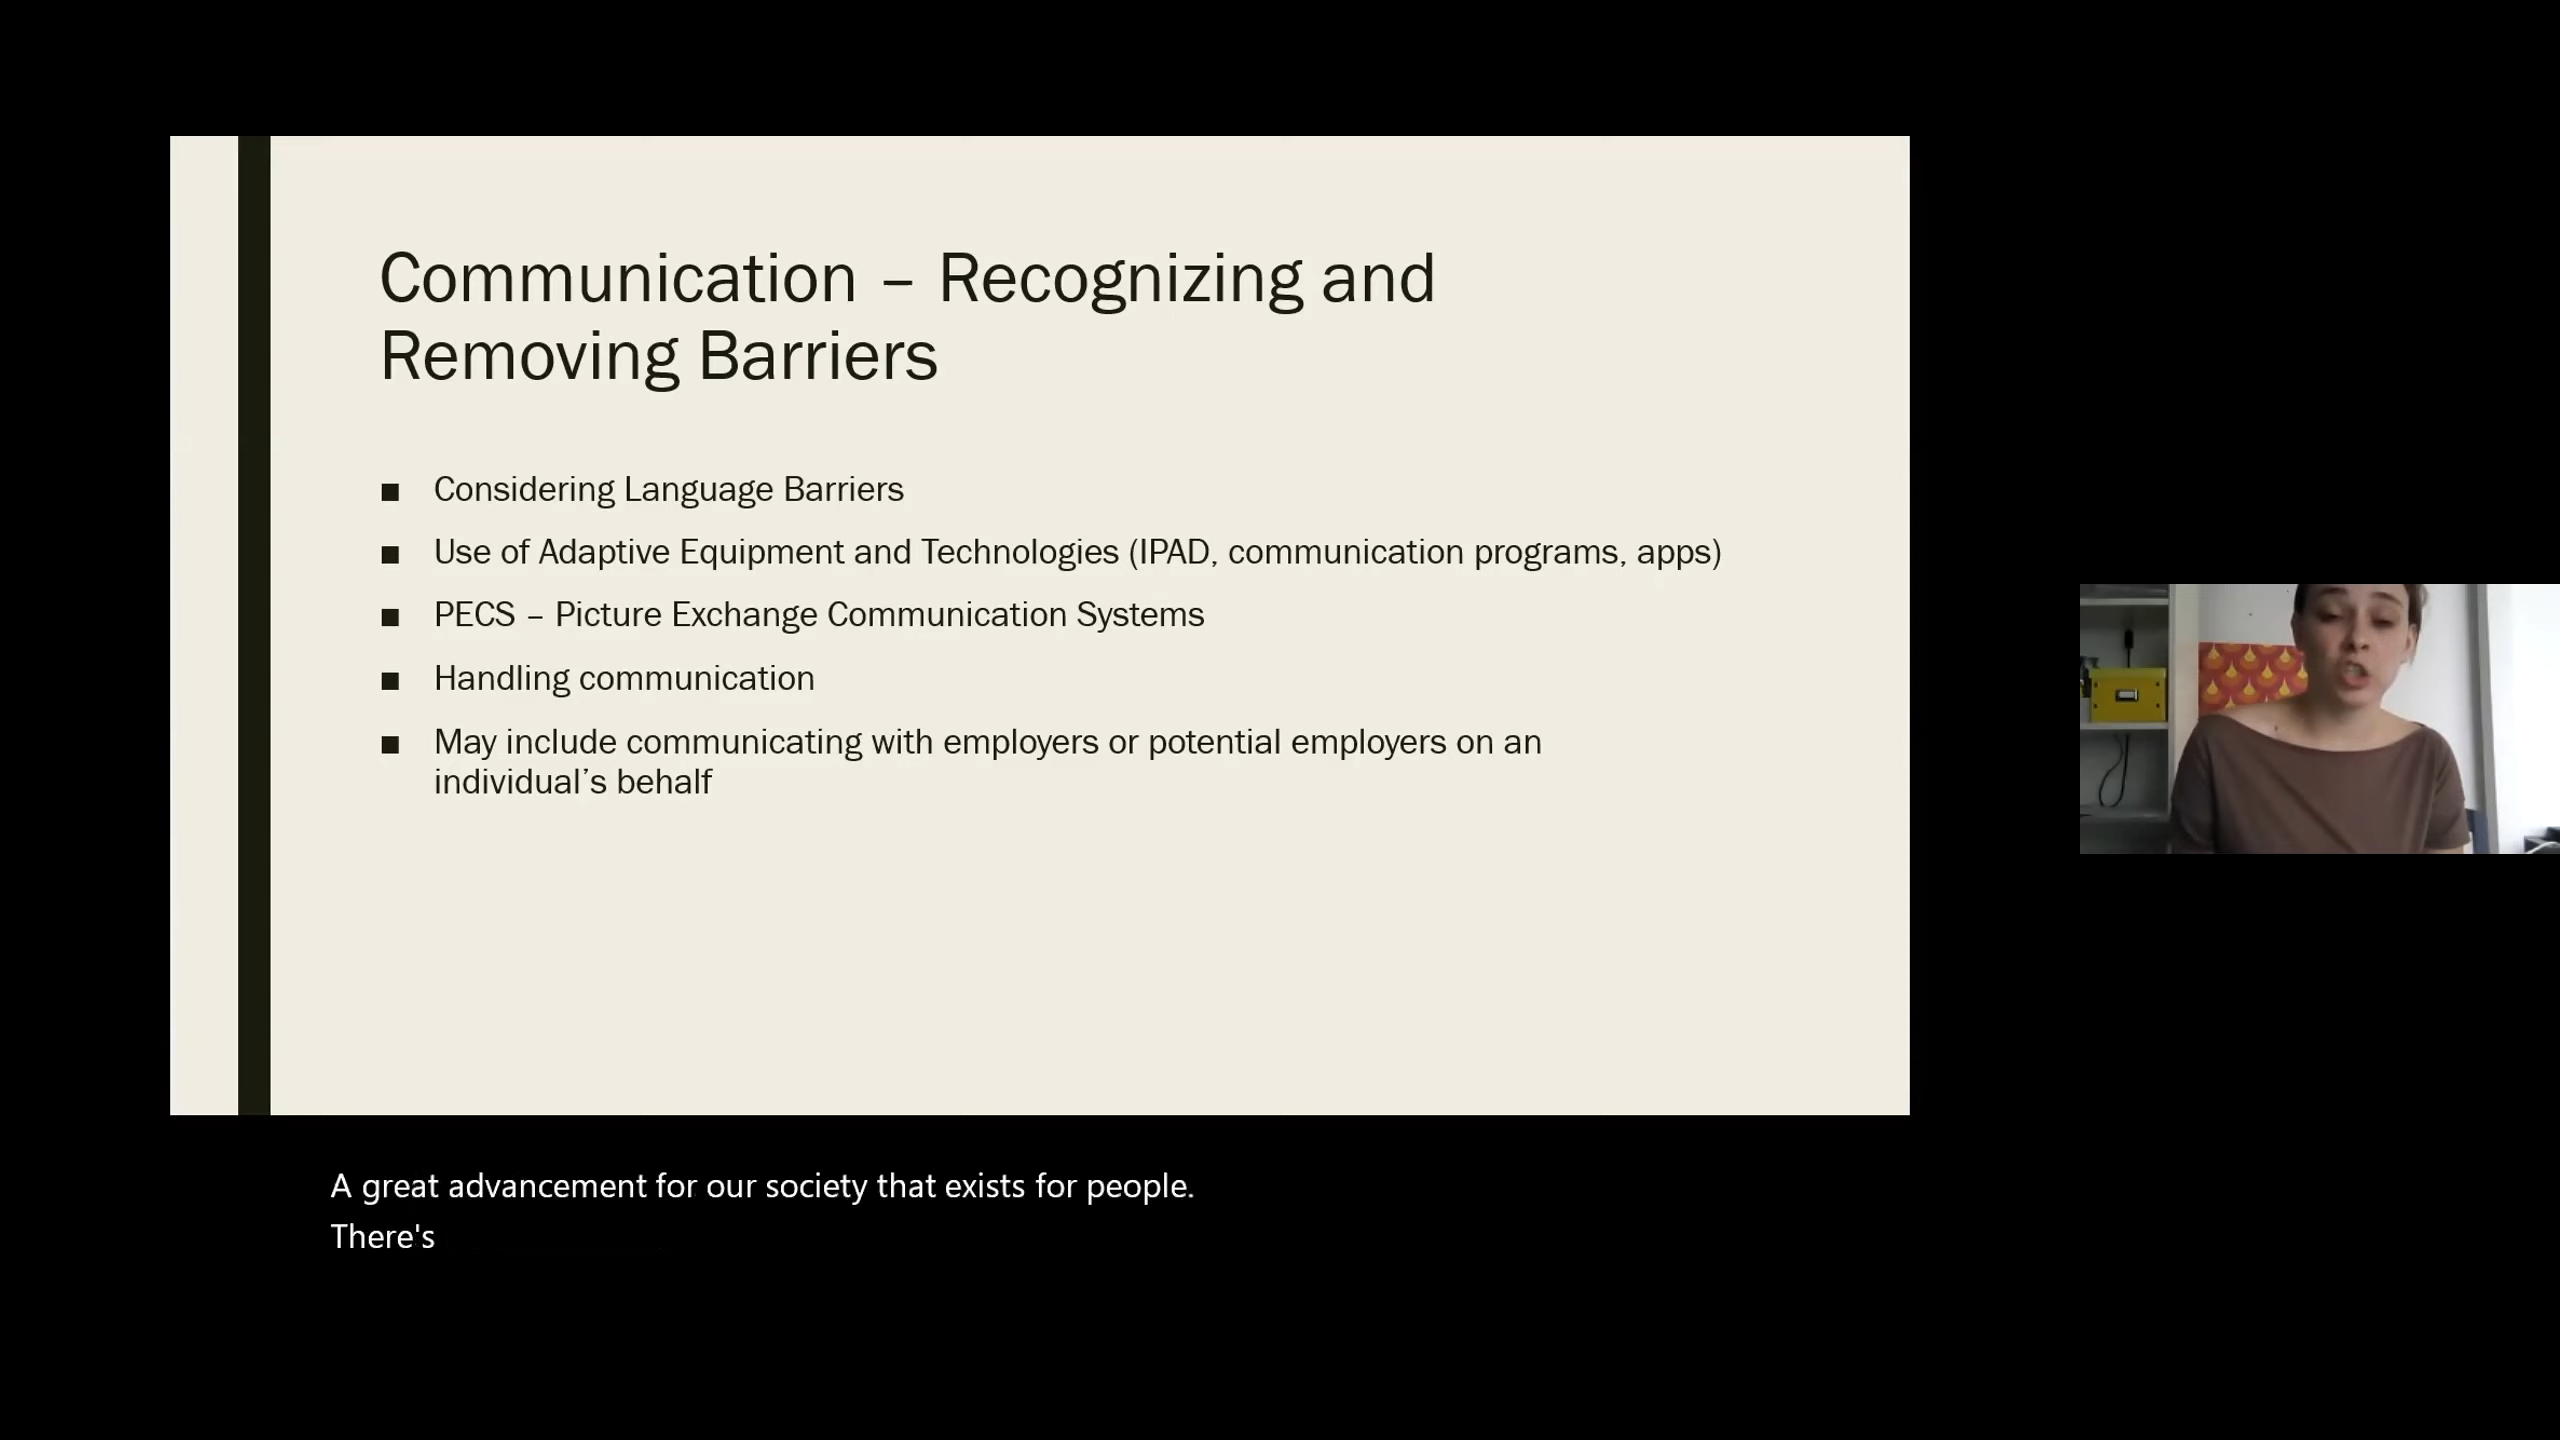 Communication – Recognizing and
Removing Barriers
■ Considering Language Barriers
■ Use of Adaptive Equipment and Technologies (IPAD, communication programs, apps)
■ PECS – Picture Exchange Communication Systems
■ Handling communication
■ May include communicating with employers or potential employers on an
individual’s behalf
A great advancement for our society that exists for people.
There's